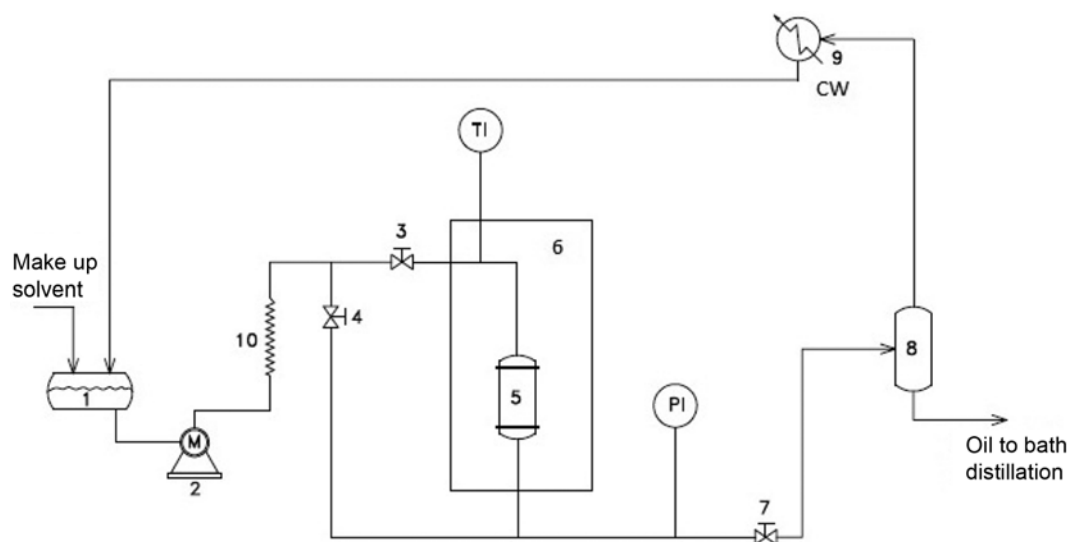 9
CW
TI
3
6
Make up
solvent
4
10
1
M
2
5
PI
8
7
Oil to bath
distillation